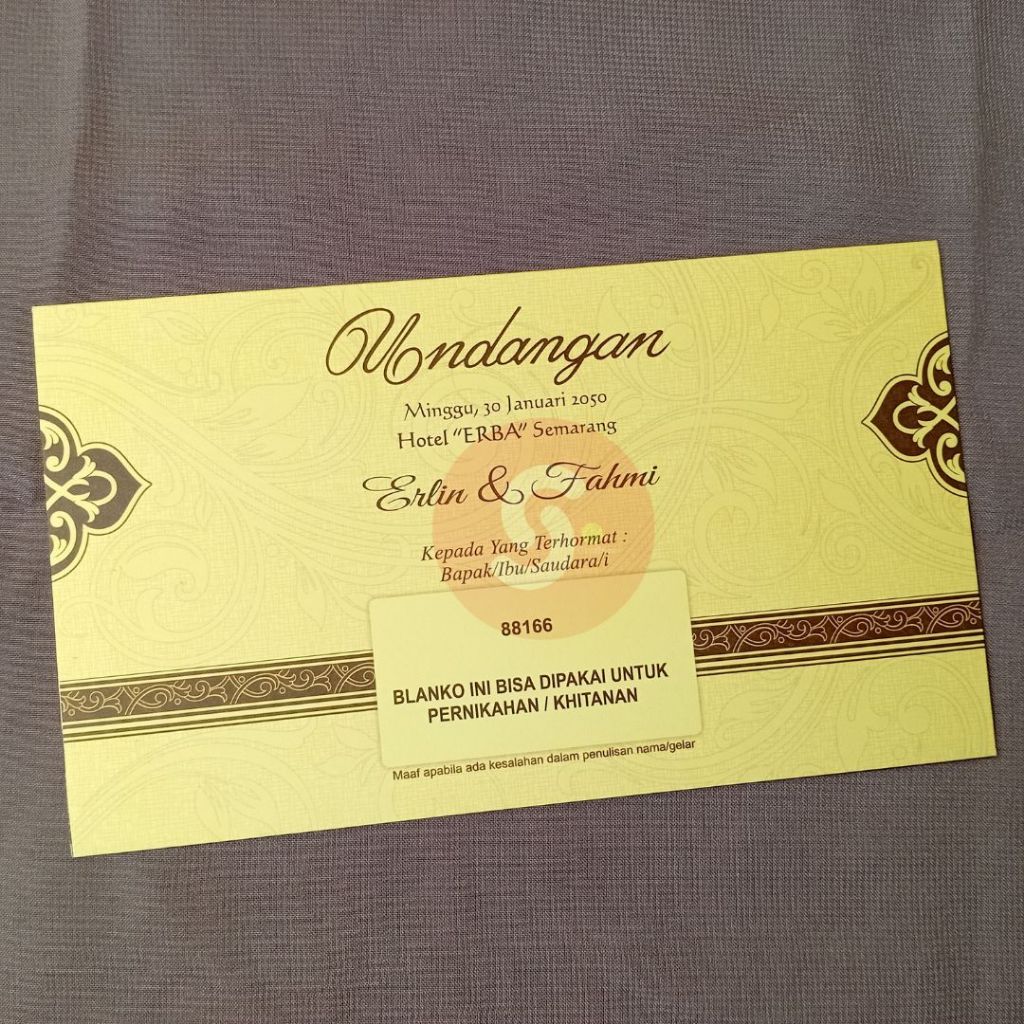 Undangan
Minggu, 30 Januari 2050
Hotel "ERBA" Semarang
Erlin & Fahmi
Kepada Yang Terhormat :
Bapak/Ibu/Saudara/i
88166
BLANKO INI BISA DIPAKAI UNTUK
PERNIKAHAN / KHITANAN
Maaf apabila ada kesalahan dalam penulisan nama/gelar